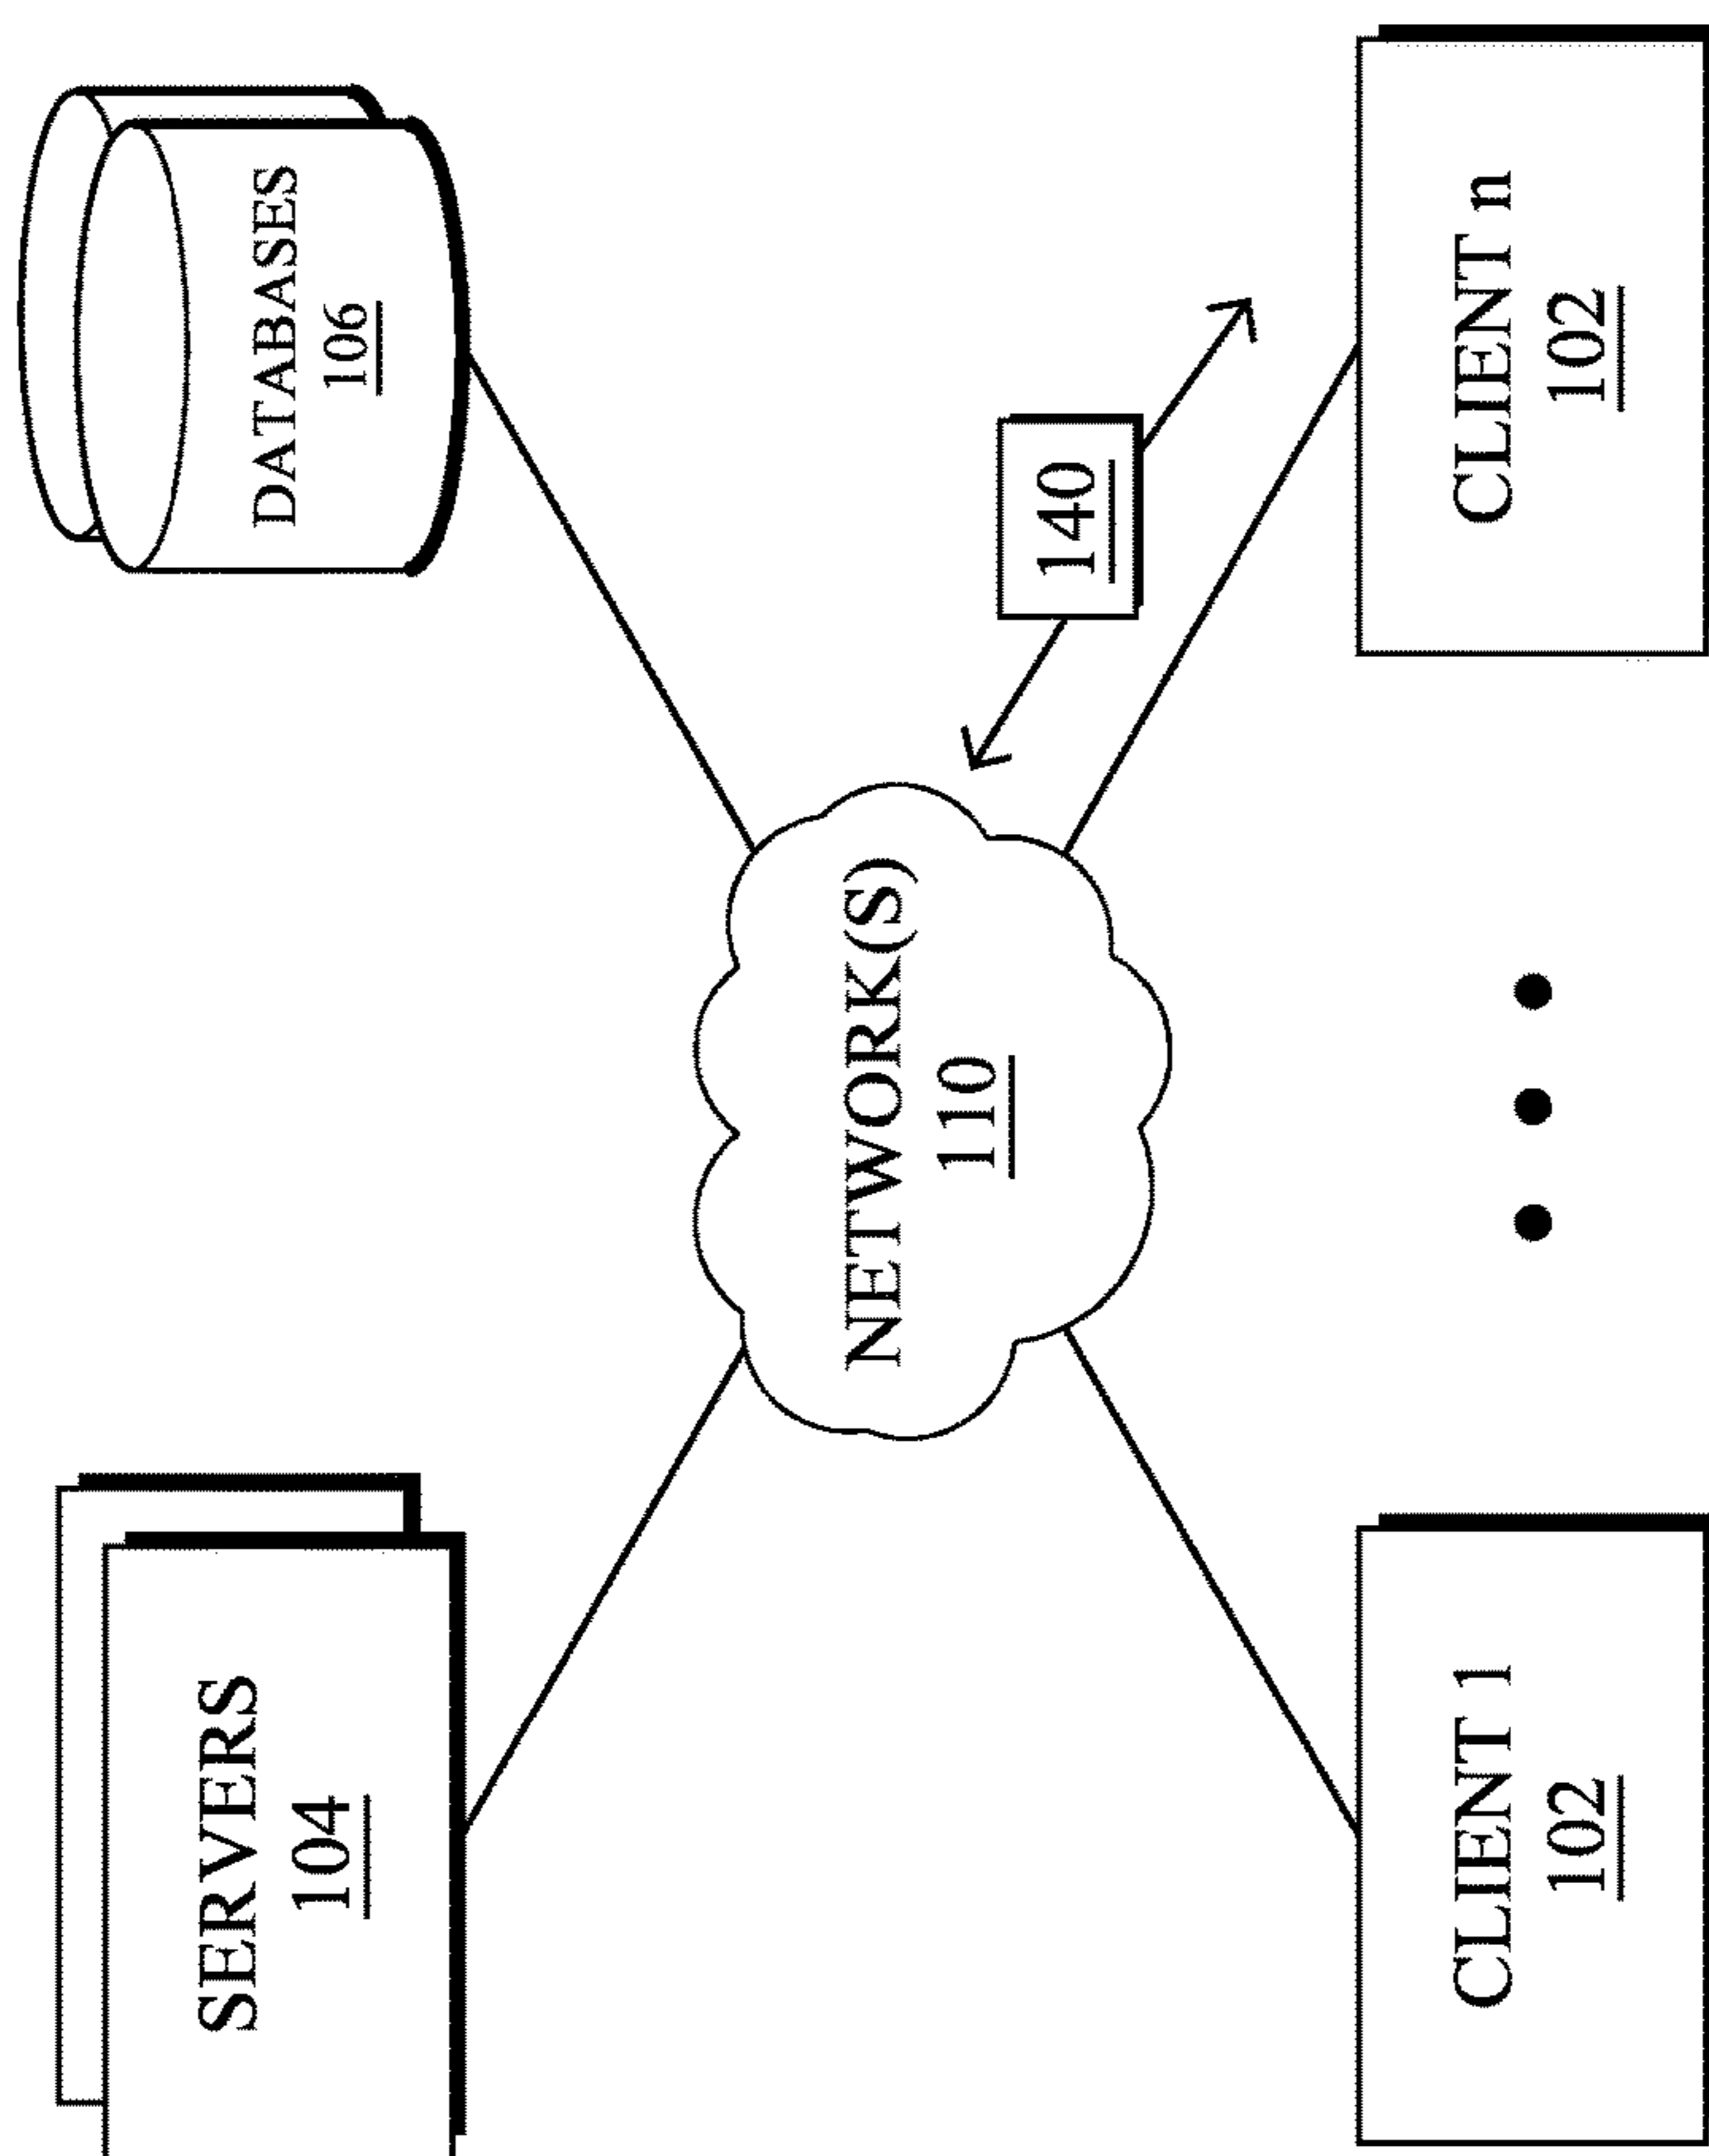 SERVERS
104
DATABASES
106
NETWORK(S)
110
140
CLIENT 1
102
CLIENT n
102